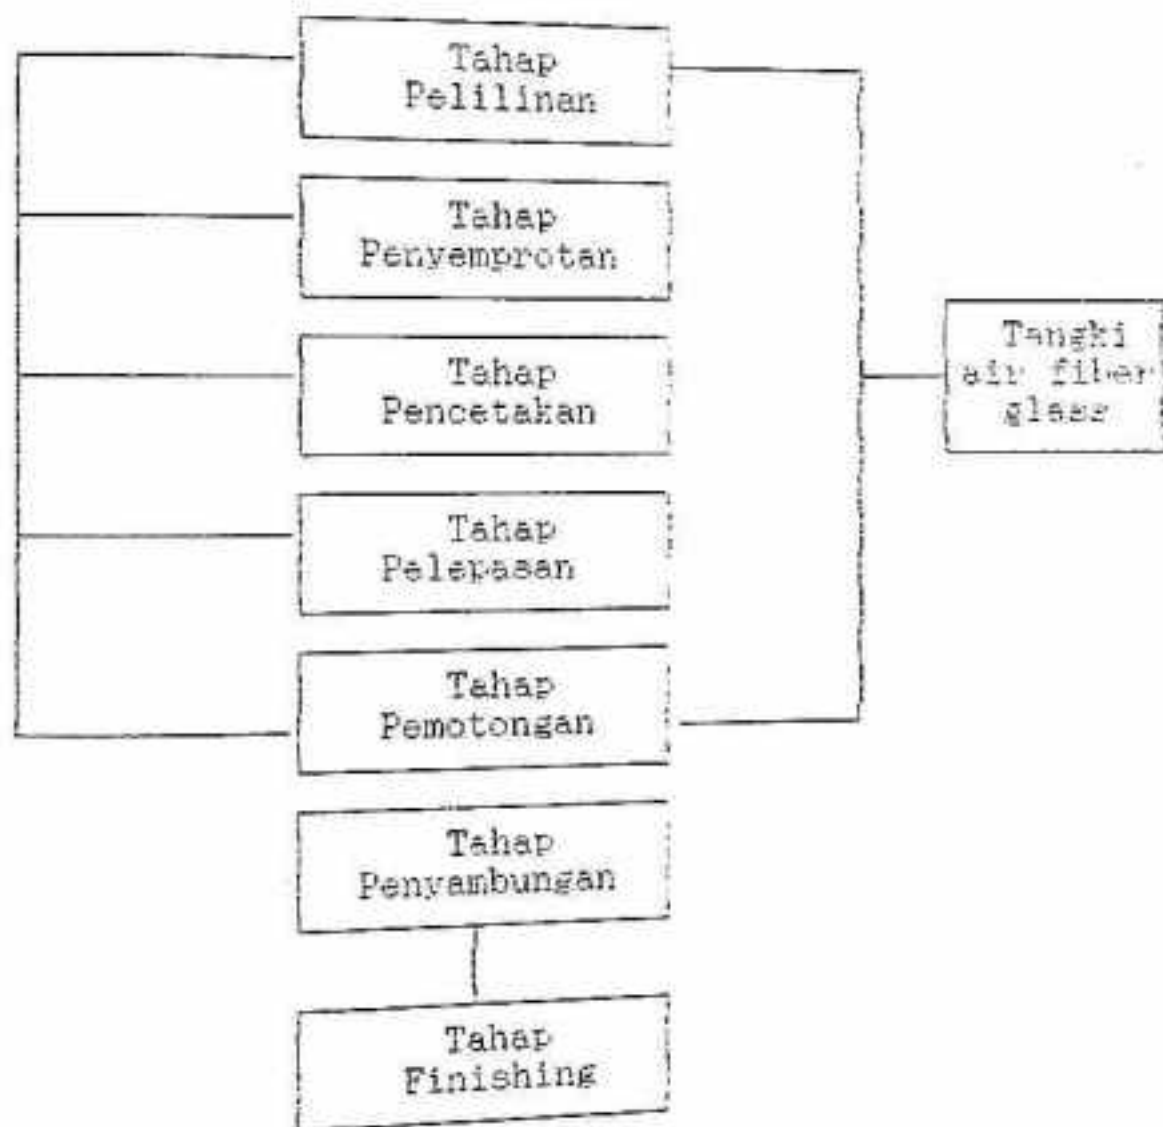 Tahap
Pelilinan
Tahap
Penyemprotan
Tahap
Pencetakan
Tangki
air fiber
glass
Tahap
Pelepasan
Tahap
Pemotongan
Tahap
Penyambungan
Tahap
Finishing